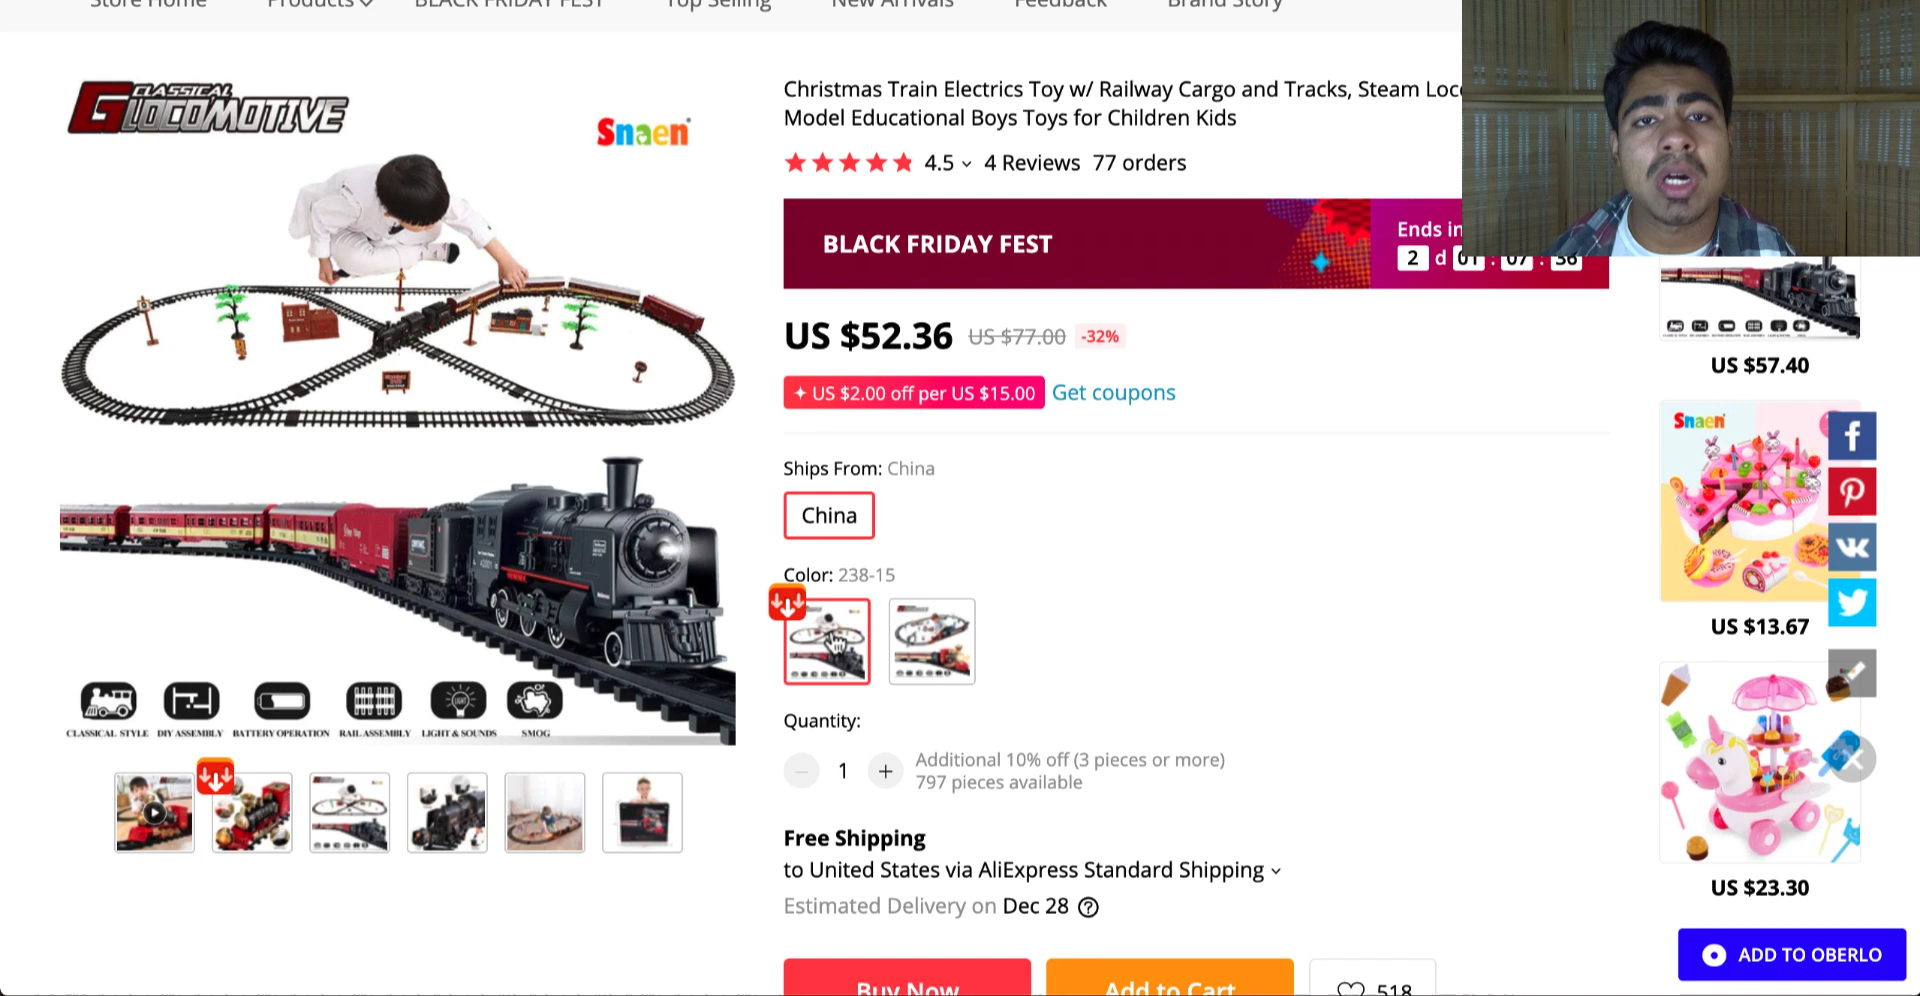 Store Home Products BLACK FRIDAY FEST Top Selling New Arrivals Feedback Brand Story
CLASSICAL
GLOCOMOTIVE
Snaen
CLASSICAL STYLE DIY ASSEMBLY BATTERY OPERATION RAIL ASSEMBLY LIGHT & SOUNDS SMOG
LIGHT
Christmas Train Electrics Toy w/ Railway Cargo and Tracks, Steam Loc
Model Educational Boys Toys for Children Kids
4.5 4 Reviews 77 orders
BLACK FRIDAY FEST
Ends in
2 d 01 : 07 : 36
US $52.36 US $77.00 -32%
US $2.00 off per US $15.00 Get coupons
Ships From: China
China
Color: 238-15
Quantity:
1
Additional 10% off (3 pieces or more)
797 pieces available
Free Shipping
to United States via AliExpress Standard Shipping
Estimated Delivery on Dec 28
Buy Now Add to Cart 518
US $57.40
Snaen
US $13.67
US $23.30
ADD TO OBERLO